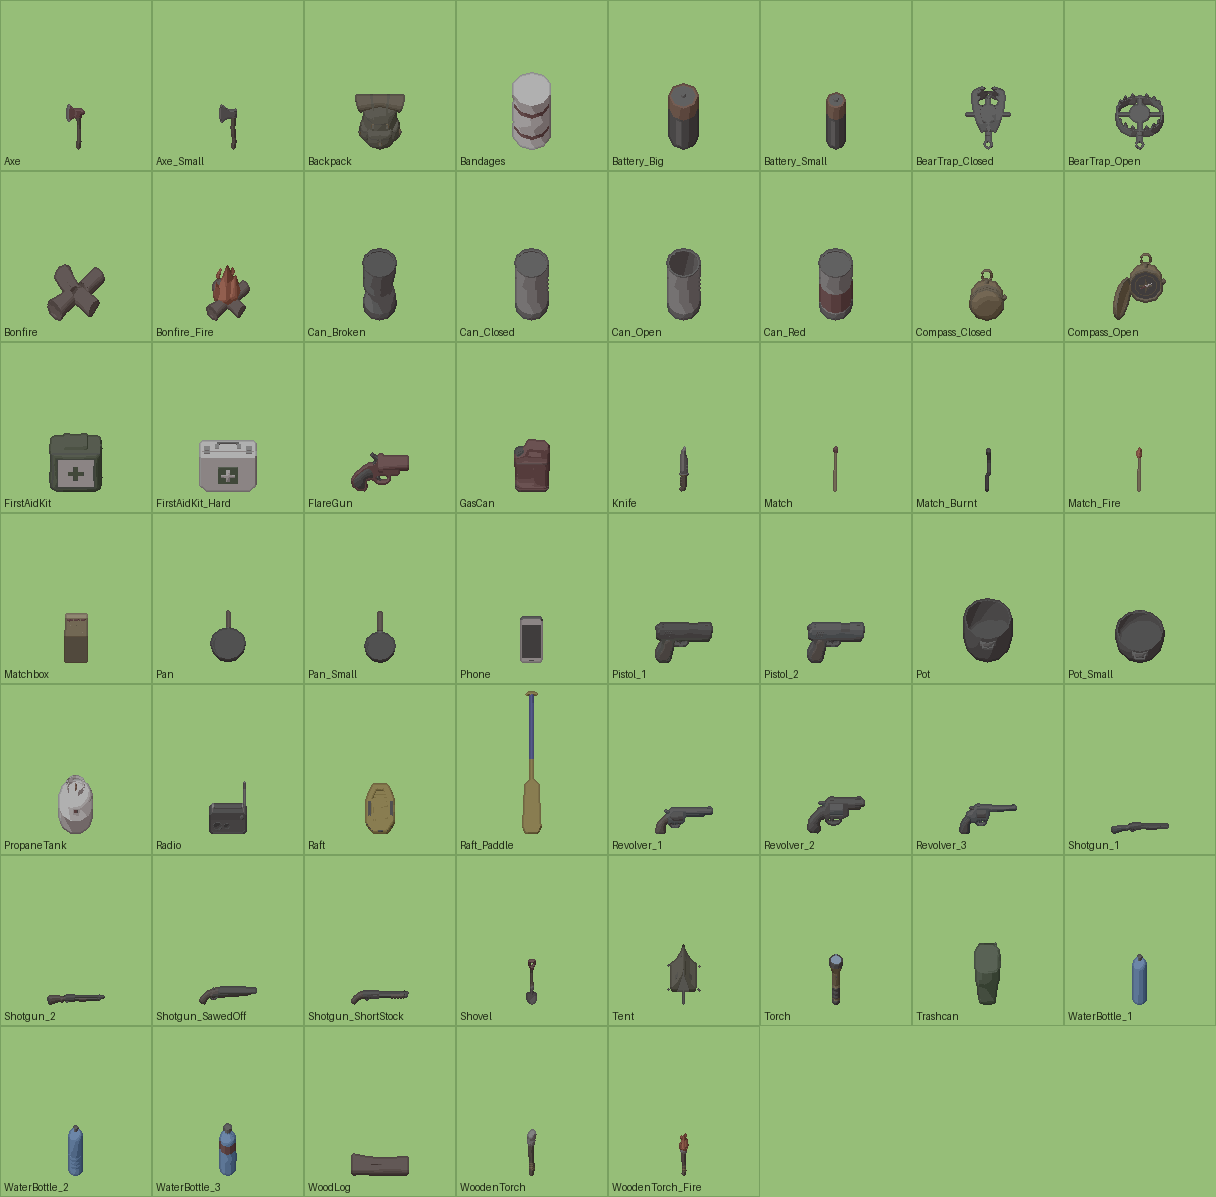 Axe
Axe_Small
Backpack
Bandages
Battery_Big
Battery_Small
BearTrap_Closed
BearTrap_Open
Bonfire
Bonfire_Fire
Can_Broken
Can_Closed
Can_Open
Can_Red
Compass_Closed
Compass_Open
FirstAidKit
FirstAidKit_Hard
FlareGun
GasCan
Knife
Match
Match_Burnt
Match_Fire
Matchbox
Pan
Pan_Small
Phone
Pistol_1
Pistol_2
Pot
Pot_Small
PropaneTank
Radio
Raft
Raft_Paddle
Revolver_1
Revolver_2
Revolver_3
Shotgun_1
Shotgun_2
Shotgun_SawedOff
Shotgun_ShortStock
Shovel
Tent
Torch
Trashcan
WaterBottle_1
WaterBottle_2
WaterBottle_3
WoodLog
WoodenTorch
WoodenTorch_Fire